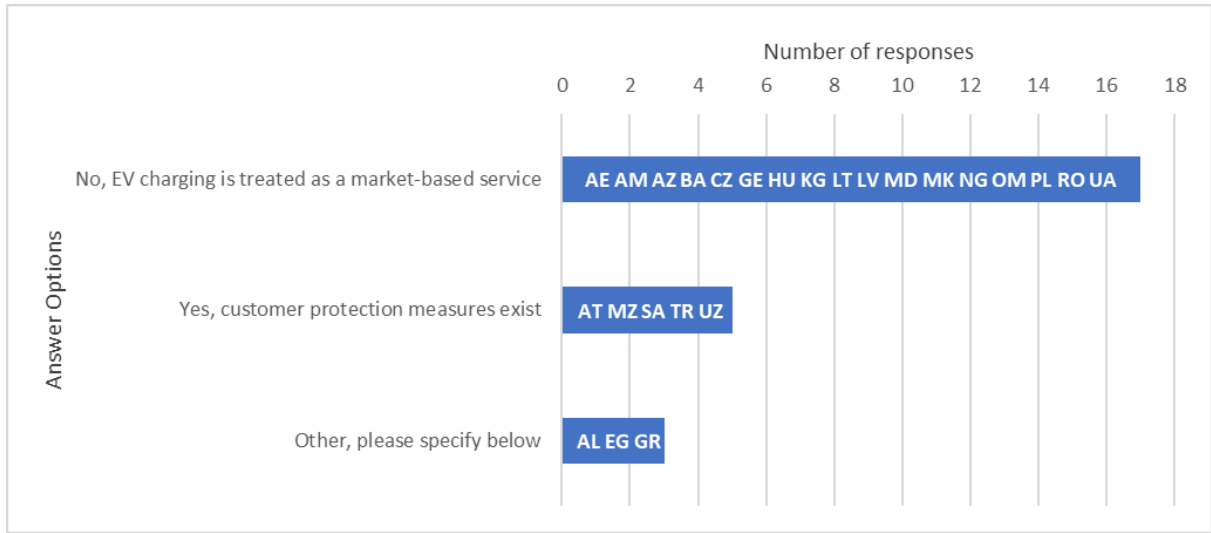 Number of responses
0 2 4 6 8 10 12 14 16 18
Answer Options
No, EV charging is treated as a market-based service
AE AM AZ BA CZ GE HU KG LT LV MD MK NG OM PL RO UA
Yes, customer protection measures exist
AT MZ SA TR UZ
Other, please specify below
AL EG GR